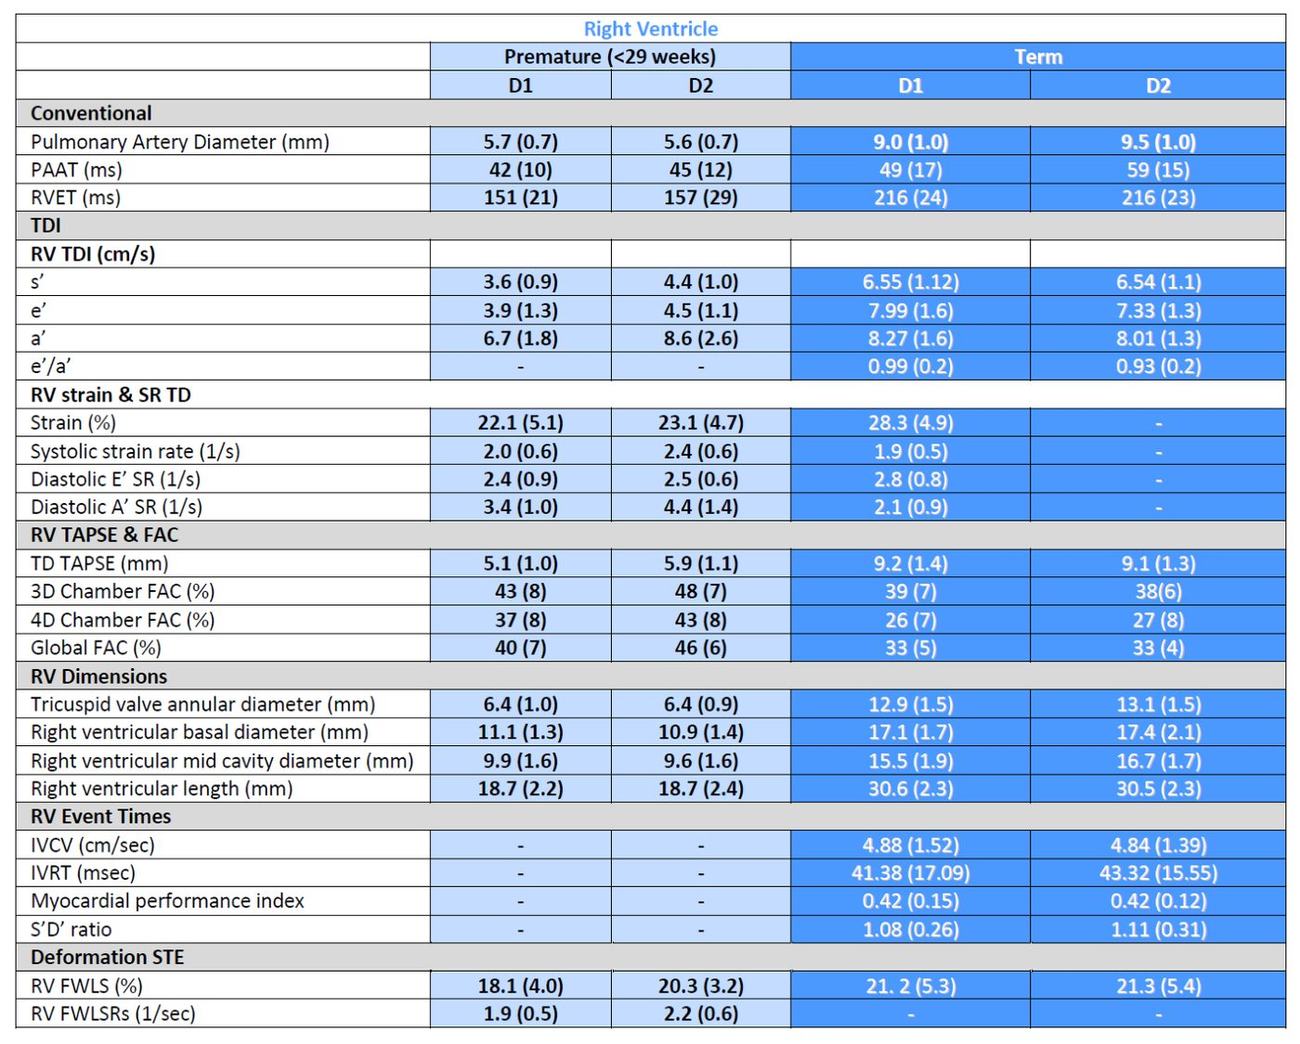 Right Ventricle
Premature (<29 weeks) Term
D1 D2 D1 D2
Conventional
Pulmonary Artery Diameter (mm) 5.7 (0.7) 5.6 (0.7) 9.0 (1.0) 9.5 (1.0)
PAAT (ms) 42 (10) 45 (12) 49 (17) 59 (15)
RVET (ms) 151 (21) 157 (29) 216 (24) 216 (23)
TDI
RV TDI (cm/s)
s’ 3.6 (0.9) 4.4 (1.0) 6.55 (1.12) 6.54 (1.1)
e’ 3.9 (1.3) 4.5 (1.1) 7.99 (1.6) 7.33 (1.3)
a’ 6.7 (1.8) 8.6 (2.6) 8.27 (1.6) 8.01 (1.3)
e’/a’ - - 0.99 (0.2) 0.93 (0.2)
RV strain & SR TD
Strain (%) 22.1 (5.1) 23.1 (4.7) 28.3 (4.9) -
Systolic strain rate (1/s) 2.0 (0.6) 2.4 (0.6) 1.9 (0.5) -
Diastolic E’ SR (1/s) 2.4 (0.9) 2.5 (0.6) 2.8 (0.8) -
Diastolic A’ SR (1/s) 3.4 (1.0) 4.4 (1.4) 2.1 (0.9) -
RV TAPSE & FAC
TD TAPSE (mm) 5.1 (1.0) 5.9 (1.1) 9.2 (1.4) 9.1 (1.3)
3D Chamber FAC (%) 43 (8) 48 (7) 39 (7) 38(6)
4D Chamber FAC (%) 37 (8) 43 (8) 26 (7) 27 (8)
Global FAC (%) 40 (7) 46 (6) 33 (5) 33 (4)
RV Dimensions
Tricuspid valve annular diameter (mm) 6.4 (1.0) 6.4 (0.9) 12.9 (1.5) 13.1 (1.5)
Right ventricular basal diameter (mm) 11.1 (1.3) 10.9 (1.4) 17.1 (1.7) 17.4 (2.1)
Right ventricular mid cavity diameter (mm) 9.9 (1.6) 9.6 (1.6) 15.5 (1.9) 16.7 (1.7)
Right ventricular length (mm) 18.7 (2.2) 18.7 (2.4) 30.6 (2.3) 30.5 (2.3)
RV Event Times
IVCV (cm/sec) - - 4.88 (1.52) 4.84 (1.39)
IVRT (msec) - - 41.38 (17.09) 43.32 (15.55)
Myocardial performance index - - 0.42 (0.15) 0.42 (0.12)
S’D’ ratio - - 1.08 (0.26) 1.11 (0.31)
Deformation STE
RV FWLS (%) 18.1 (4.0) 20.3 (3.2) 21. 2 (5.3) 21.3 (5.4)
RV FWLSRs (1/sec) 1.9 (0.5) 2.2 (0.6) - -